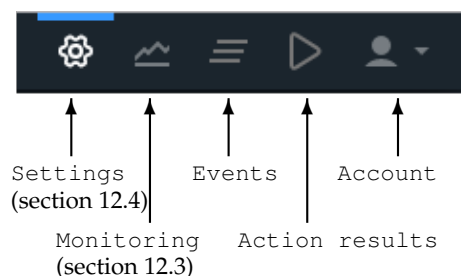 Settings Events Account
(section 12.4)
Monitoring Action results
(section 12.3)